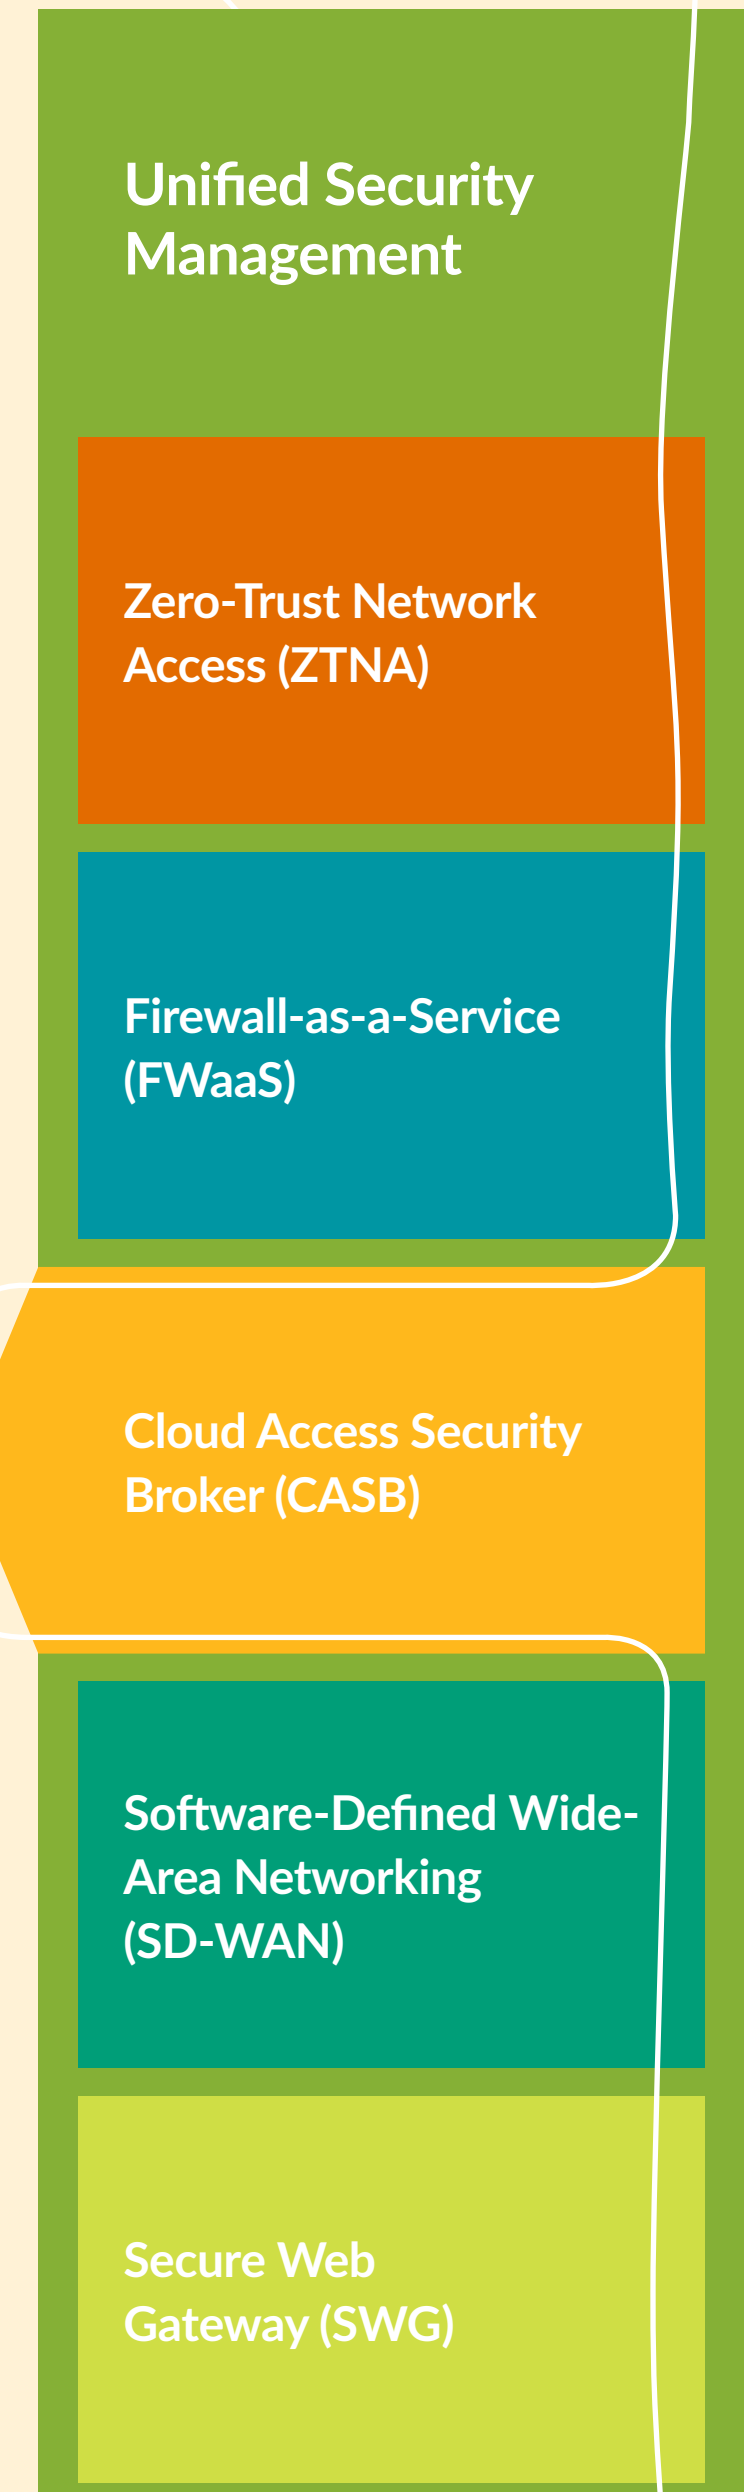 Unified Security
Management
Zero-Trust Network
Access (ZTNA)
Firewall-as-a-Service
(FWaaS)
Cloud Access Security
Broker (CASB)
Software-Defined Wide-
Area Networking
(SD-WAN)
Secure Web
Gateway (SWG)